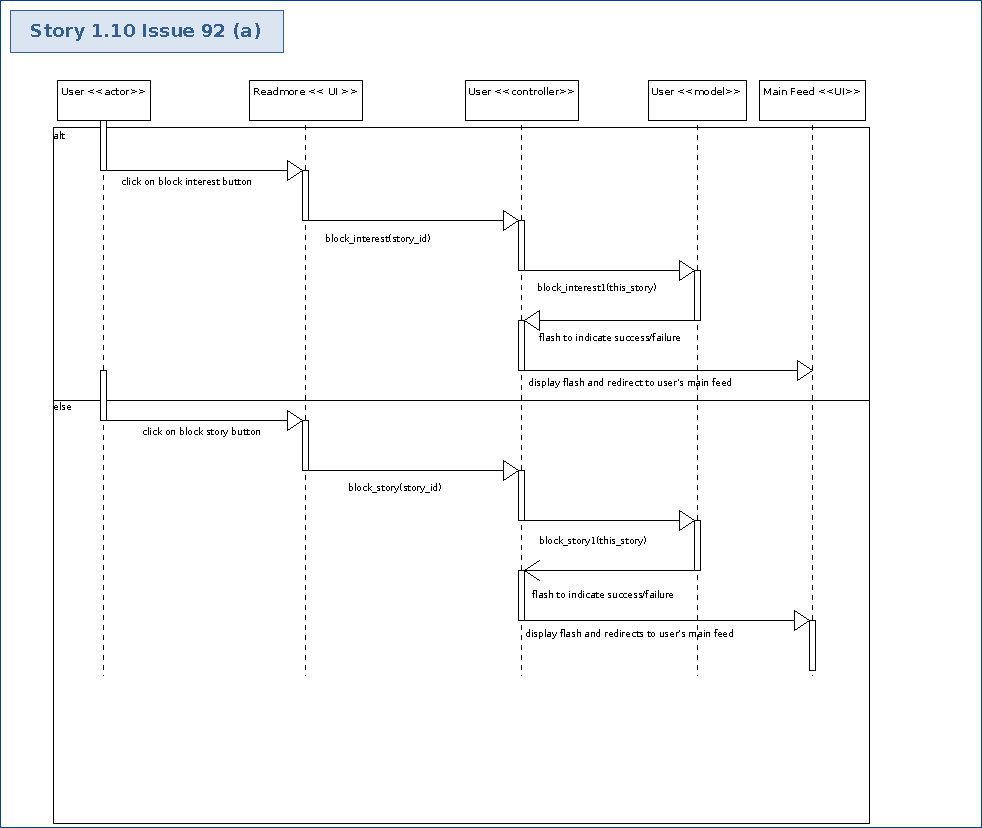 Story 1.10 Issue 92 (a)
User <<actor>>
Readmore << UI >>
User <<controller>>
User <<model>>
Main Feed <<UI>>
alt
click on block interest button
block_interest(story_id)
block_interest1(this_story)
flash to indicate success/failure
display flash and redirect to user's main feed
else
click on block story button
block_story(story_id)
block_story1(this_story)
flash to indicate success/failure
display flash and redirects to user's main feed